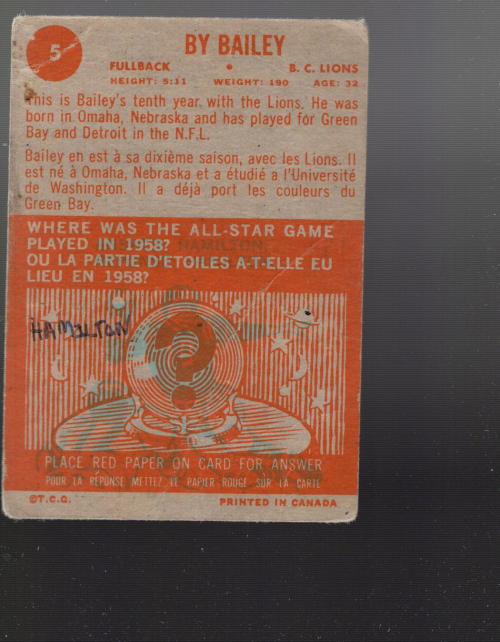 5
BY BAILEY
FULLBACK • B. C. LIONS
HEIGHT: 5:11 WEIGHT: 190 AGE: 32
This is Bailey's tenth year with the Lions. He was
born in Omaha, Nebraska and has played for Green
Bay and Detroit in the N.F.L.
Bailey en est à sa dixième saison, avec les Lions. Il
est né à Omaha, Nebraska et a étudié a l'Université
de Washington. Il a déjà port les couleurs du
Green Bay.
WHERE WAS THE ALL-STAR GAME
PLAYED IN 1958?
HAMILTON
OU LA PARTIE D'ETOILES A-T-ELLE EU
LIEU EN 1958?
HAMILTON
?
PLACE RED PAPER ON CARD FOR ANSWER
POUR LA REPONSE METTEZ LE PAPIER ROUGE SUR LA CARTE
©T.C.G. PRINTED IN CANADA